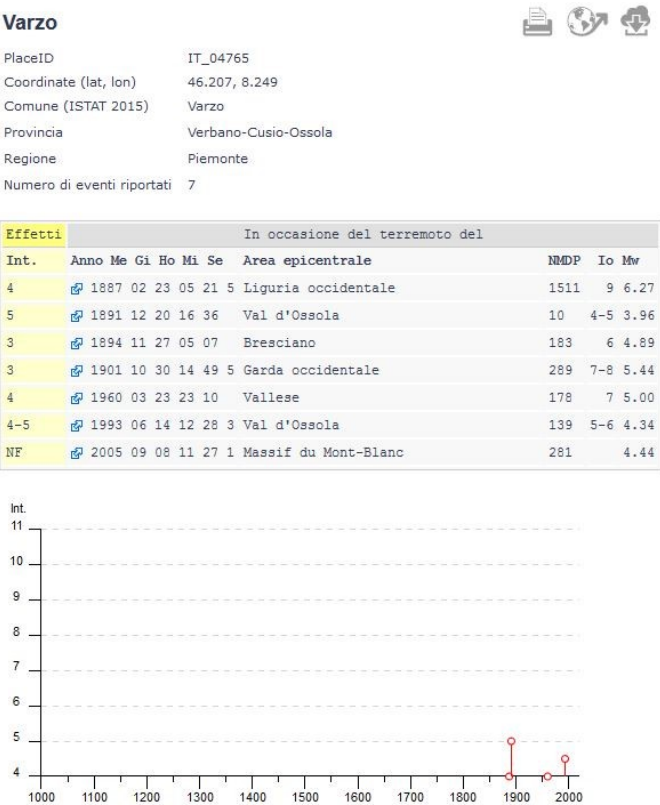 Varzo
PlaceID IT_04765
Coordinate (lat, lon) 46.207, 8.249
Comune (ISTAT 2015) Varzo
Provincia Verbano-Cusio-Ossola
Regione Piemonte
Numero di eventi riportati 7
Effetti In occasione del terremoto del
Int. Anno Me Gi Ho Mi Se Area epicentrale NMDP Io Mw
4 1887 02 23 05 21 5 Liguria occidentale 1511 9 6.27
5 1891 12 20 16 36 Val d'Ossola 10 4-5 3.96
3 1894 11 27 05 07 Bresciano 183 6 4.89
3 1901 10 30 14 49 5 Garda occidentale 289 7-8 5.44
4 1960 03 23 23 10 Vallese 178 7 5.00
4-5 1993 06 14 12 28 3 Val d'Ossola 139 5-6 4.34
NF 2005 09 08 11 27 1 Massif du Mont-Blanc 281 4.44
Int.
11
10
9
8
7
6
5
4
1000 1100 1200 1300 1400 1500 1600 1700 1800 1900 2000